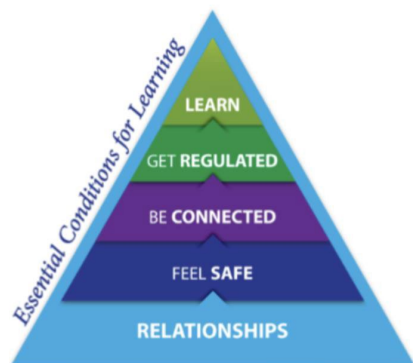 Essential Conditions for Learning
LEARN
GET REGULATED
BE CONNECTED
FEEL SAFE
RELATIONSHIPS